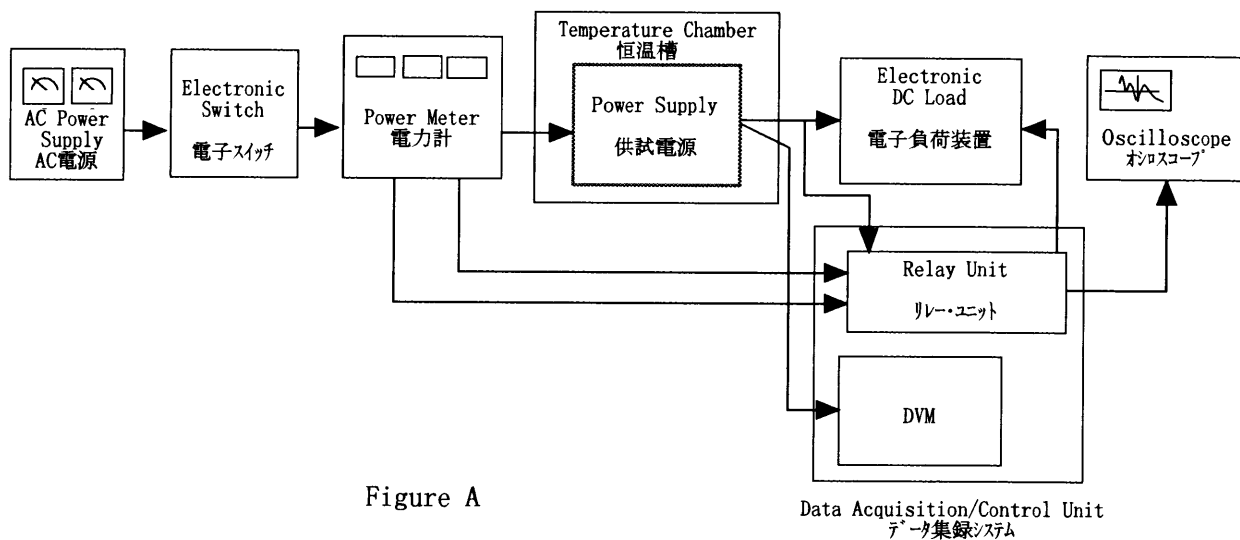 AC Power
Supply
AC電源
Electronic
Switch
電子スイッチ
Power Meter
電力計
Temperature Chamber
恒温槽
Power Supply
供試電源
Electronic
DC Load
電子負荷装置
Oscilloscope
オシロスコープ
Relay Unit
リレー・ユニット
DVM
Data Acquisition/Control Unit
データ集録システム
Figure A